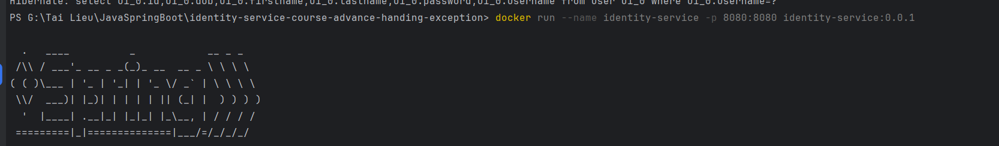 Hibernate: select u1_0.id,u1_0.dob,u1_0.firstname,u1_0.lastname,u1_0.password,u1_0.username from user u1_0 where u1_0.username=?
PS G:\Tai Lieu\JavaSpringBoot\identity-service-course-advance-handing-exception> docker run --name identity-service -p 8080:8080 identity-service:0.0.1
  .   ____          _            __ _ _
 /\\ / ___'_ __ _ _(_)_ __  __ _ \ \ \ \
( ( )\___ | '_ | '_| | '_ \/ _` | \ \ \ \
 \\/  ___)| |_)| | | | | || (_| |  ) ) ) )
  '  |____| .__|_| |_|_| |_\__, | / / / /
 =========|_|==============|___/=/_/_/_/